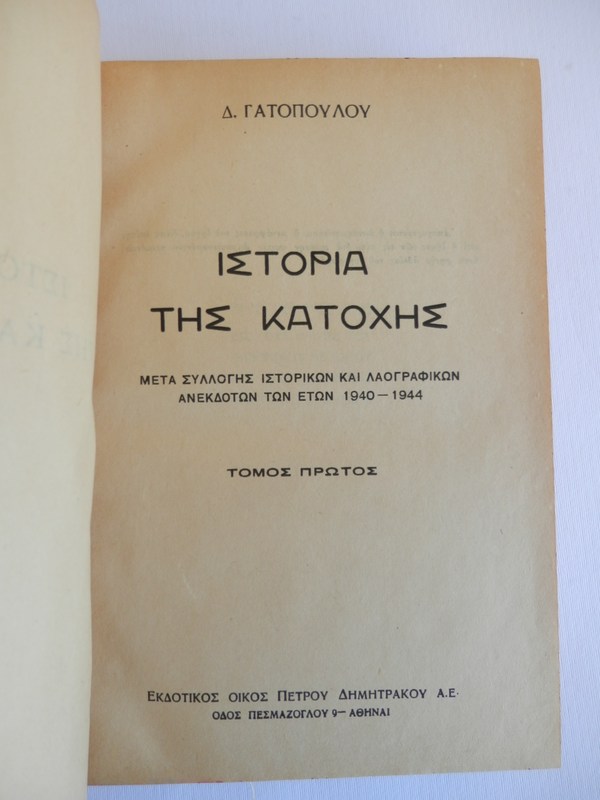 Δ. ΓΑΤΟΠΟΥΛΟΥ
ΙΣΤΟΡΙΑ
ΤΗΣ ΚΑΤΟΧΗΣ
ΜΕΤΑ ΣΥΛΛΟΓΗΣ ΙΣΤΟΡΙΚΩΝ ΚΑΙ ΛΑΟΓΡΑΦΙΚΩΝ
ΑΝΕΚΔΟΤΩΝ ΤΩΝ ΕΤΩΝ 1940 — 1944
ΤΟΜΟΣ ΠΡΩΤΟΣ
ΕΚΔΟΤΙΚΟΣ ΟΙΚΟΣ ΠΕΤΡΟΥ ΔΗΜΗΤΡΑΚΟΥ Α.Ε.
ΟΔΟΣ ΠΕΣΜΑΖΟΓΛΟΥ 9 — ΑΘΗΝΑΙ